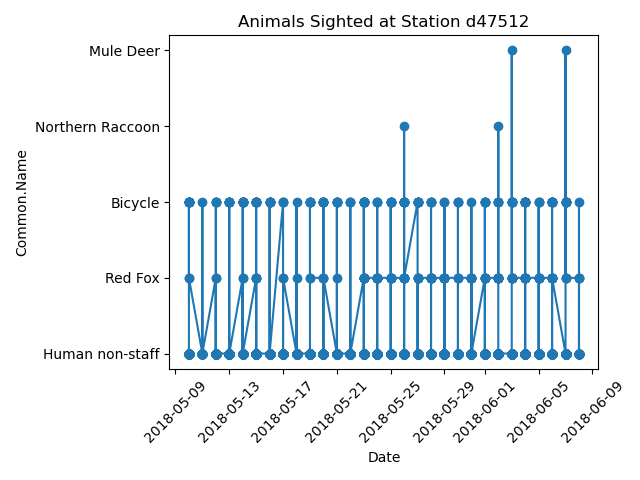 Animals Sighted at Station d47512
Mule Deer
Northern Raccoon
Bicycle
Red Fox
Human non-staff
Common.Name
2018-05-09
2018-05-13
2018-05-17
2018-05-21
2018-05-25
2018-05-29
2018-06-01
2018-06-05
2018-06-09
Date